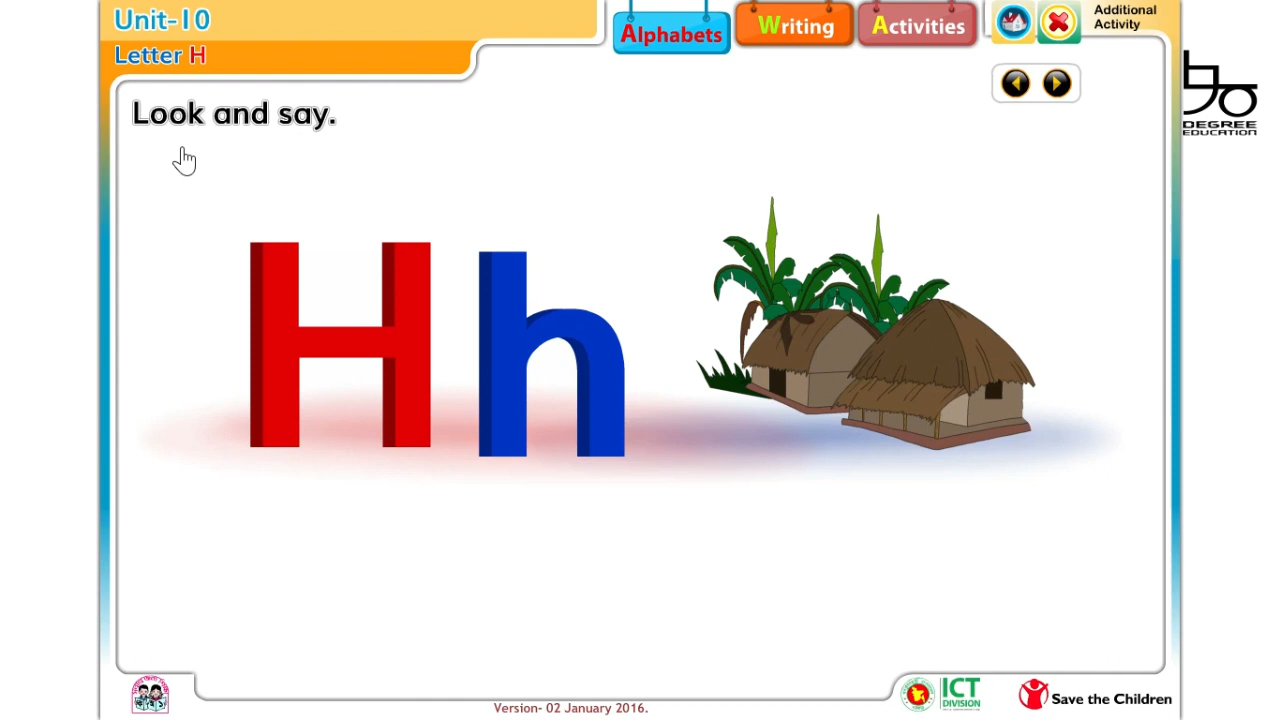 Unit-10
Letter H
Alphabets
Writing
Activities
Additional
Activity
Look and say.
DEGREE
EDUCATION
H h
Version- 02 January 2016.
ICT
DIVISION
Save the Children